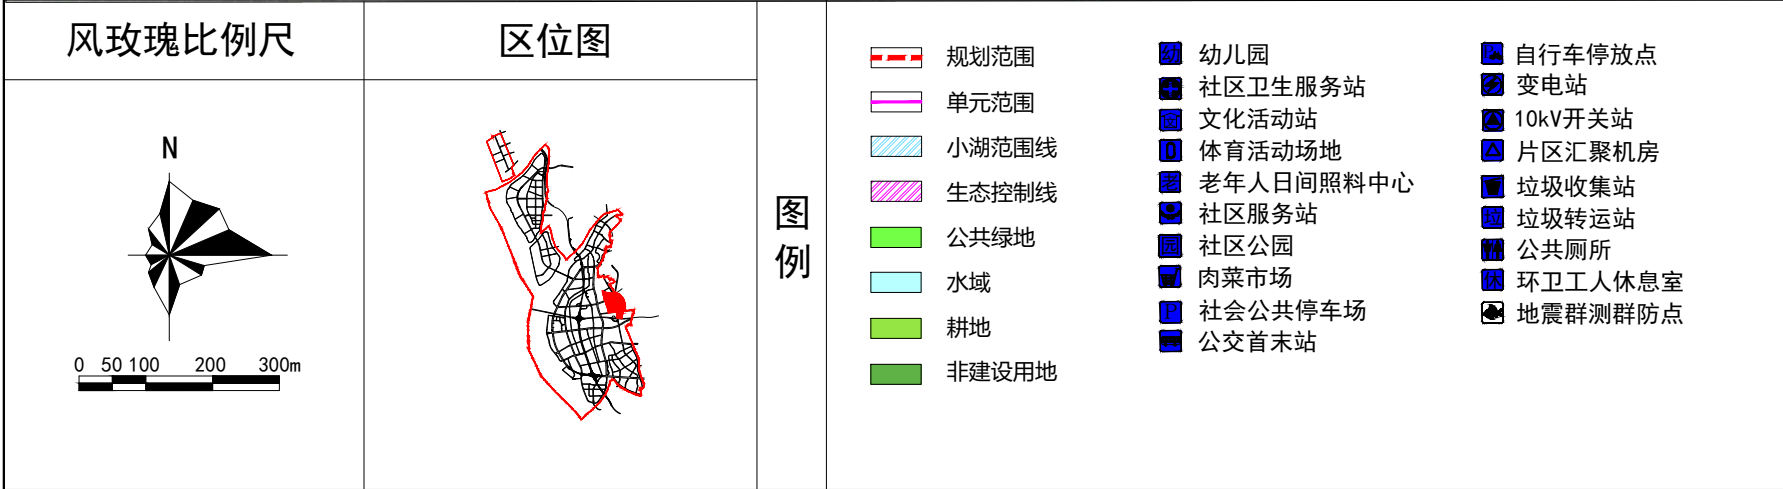 风玫瑰比例尺
N
0 50 100 200 300m
区位图
图例
规划范围
单元范围
小湖范围线
生态控制线
公共绿地
水域
耕地
非建设用地
幼 幼儿园
社区卫生服务站
文化活动站
体育活动场地
老 老年人日间照料中心
社区服务站
园 社区公园
肉菜市场
P 社会公共停车场
公交首末站
自行车停放点
变电站
10kV开关站
片区汇聚机房
垃圾收集站
垃 垃圾转运站
公共厕所
休 环卫工人休息室
地震群测群防点